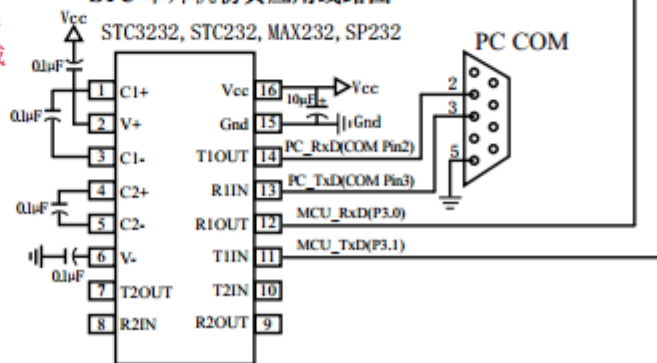 Vcc
STC3232, STC232, MAX232, SP232
PC COM
0.1μF
1 C1+
Vcc 16
Vcc
0.1μF
10μF
+
2 V+
Gnd 15
Gnd
3 C1-
T1OUT 14
PC_RxD(COM Pin2)
2
3
5
4 C2+
R1IN 13
PC_TxD(COM Pin3)
0.1μF
5 C2-
R1OUT 12
MCU_RxD(P3.0)
6 V-
T1IN 11
MCU_TxD(P3.1)
0.1μF
7 T2OUT
T2IN 10
8 R2IN
R2OUT 9